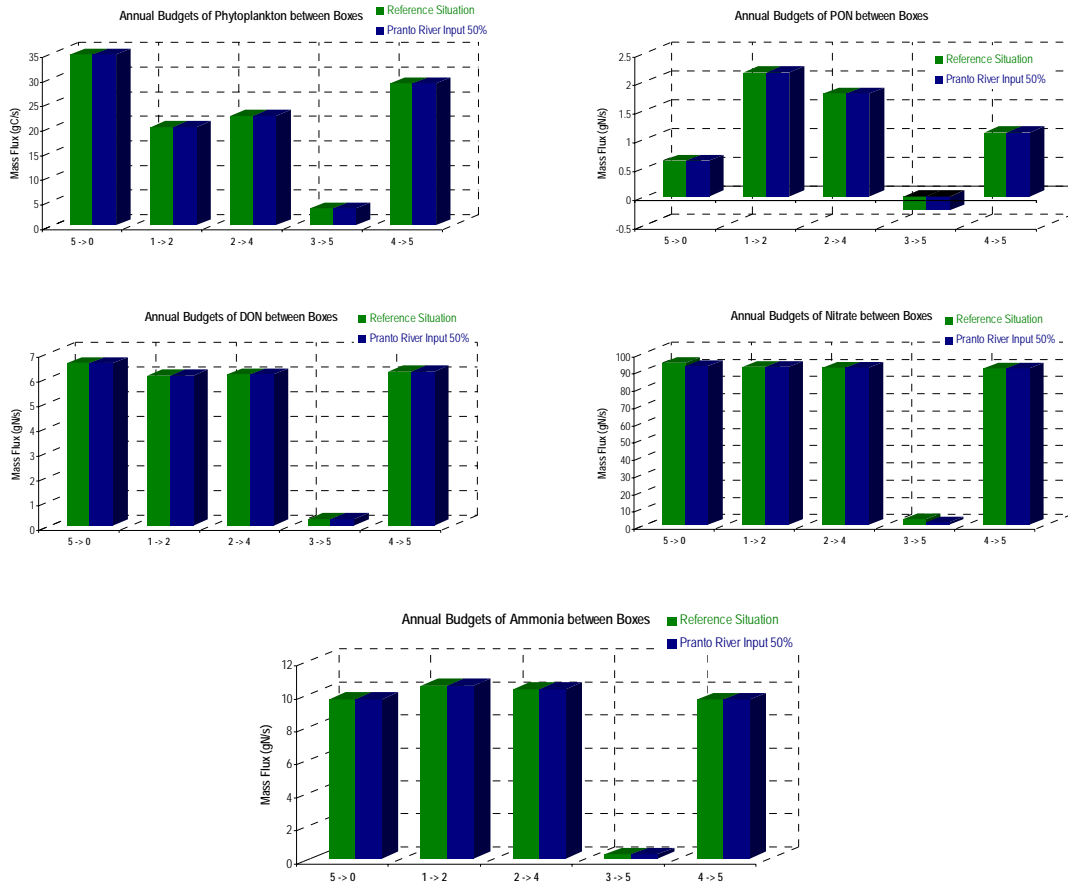 Annual Budgets of Phytoplankton between Boxes
Reference Situation
Pranto River Input 50%
Mass Flux (gC/s)
35
30
25
20
15
10
5
0
5 -> 0
1 -> 2
2 -> 4
3 -> 5
4 -> 5
Annual Budgets of PON between Boxes
Reference Situation
Pranto River Input 50%
Mass Flux (gN/s)
2.5
2
1.5
1
0.5
0
-0.5
5 -> 0
1 -> 2
2 -> 4
3 -> 5
4 -> 5
Annual Budgets of DON between Boxes
Reference Situation
Pranto River Input 50%
Mass Flux (gN/s)
7
6
5
4
3
2
1
0
5 -> 0
1 -> 2
2 -> 4
3 -> 5
4 -> 5
Annual Budgets of Nitrate between Boxes
Reference Situation
Pranto River Input 50%
Mass Flux (gN/s)
100
90
80
70
60
50
40
30
20
10
0
5 -> 0
1 -> 2
2 -> 4
3 -> 5
4 -> 5
Annual Budgets of Ammonia between Boxes
Reference Situation
Pranto River Input 50%
Mass Flux (gN/s)
12
10
8
6
4
2
0
5 -> 0
1 -> 2
2 -> 4
3 -> 5
4 -> 5